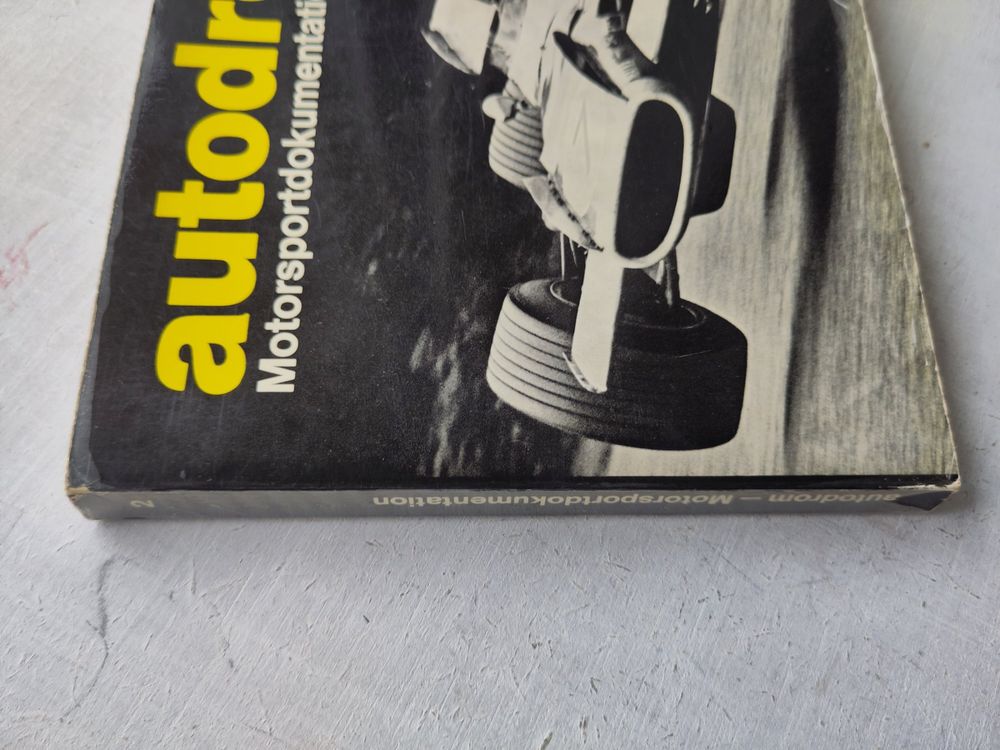 autodr
Motorsportdokumentati
autodrom – Motorsportdokumentation
2